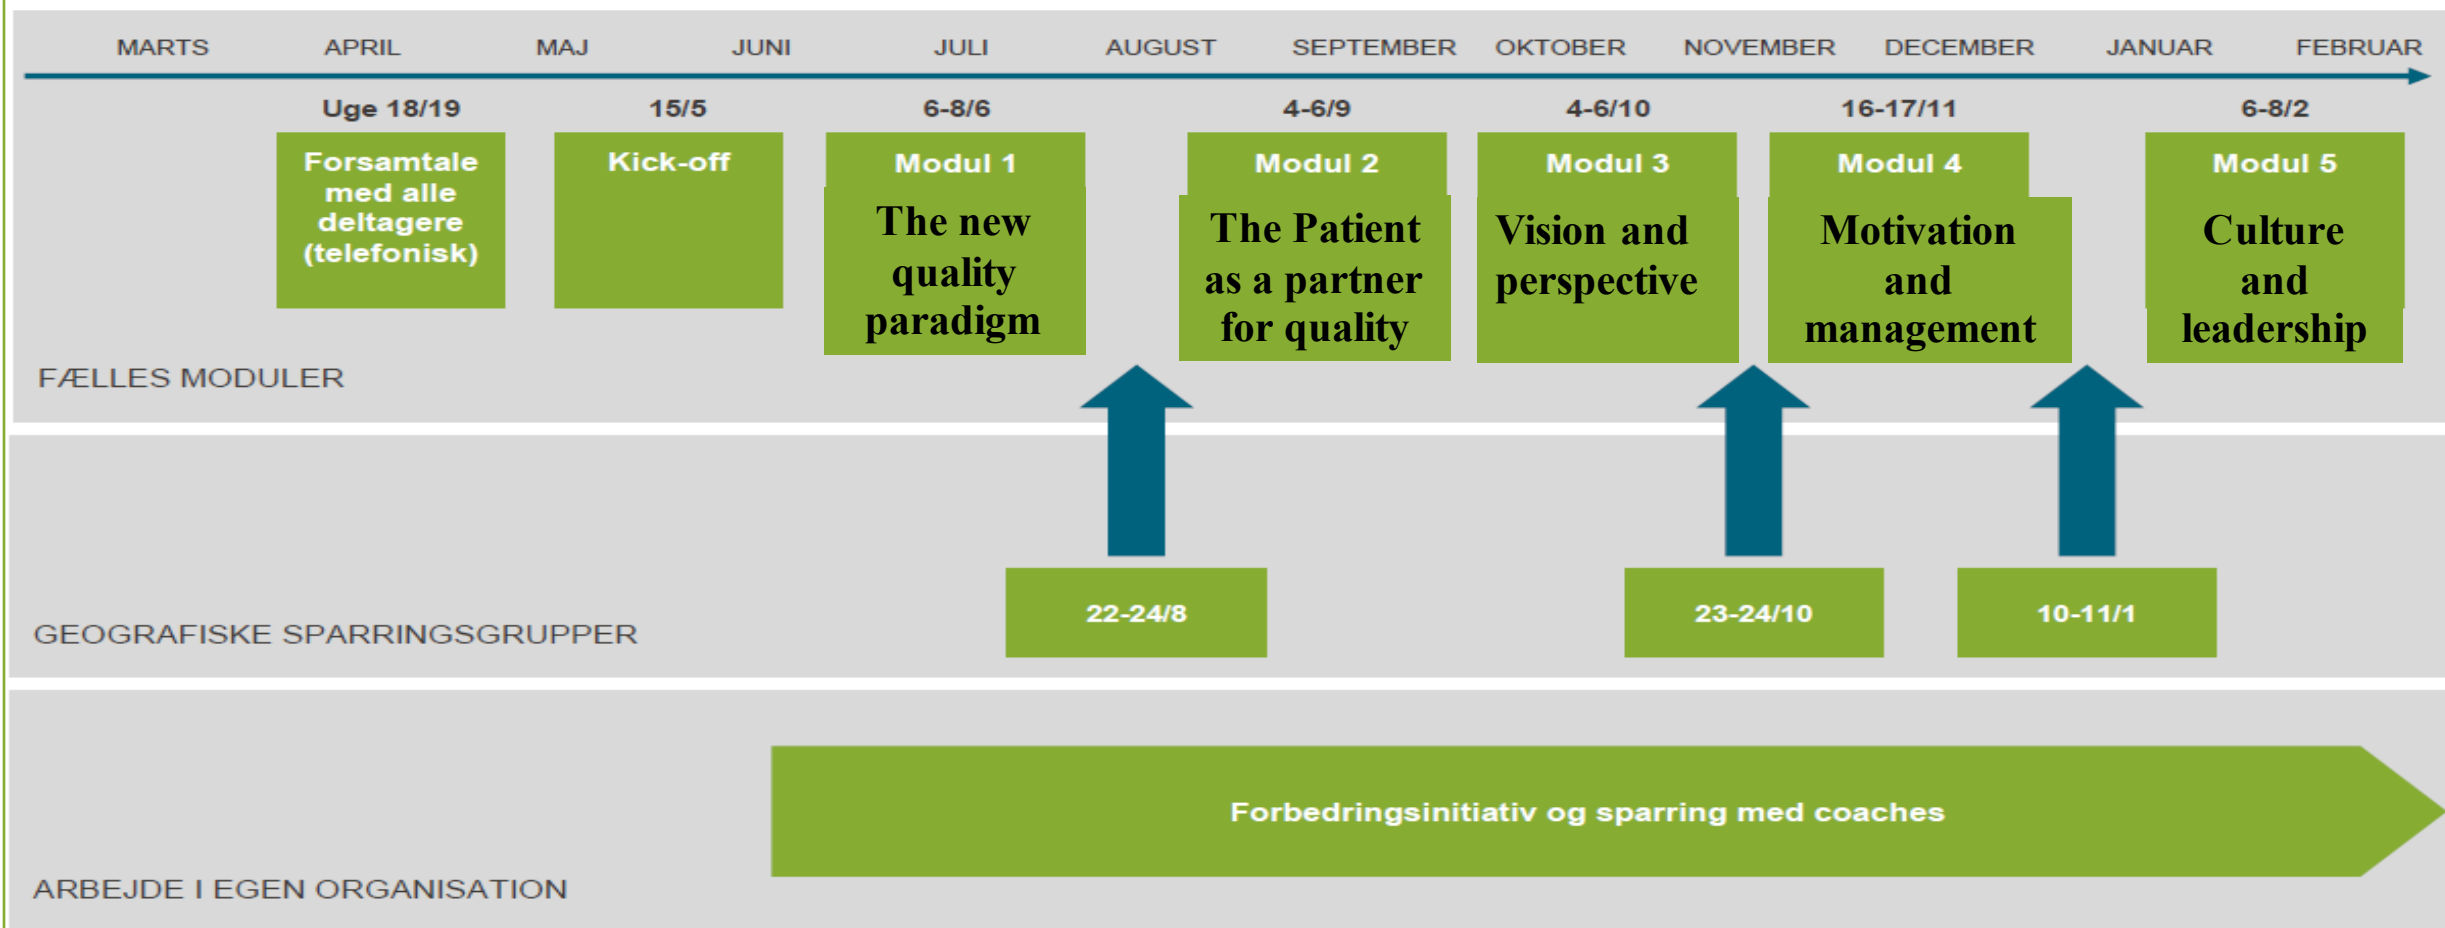 MARTS APRIL MAJ JUNI JULI AUGUST SEPTEMBER OKTOBER NOVEMBER DECEMBER JANUAR FEBRUAR
Uge 18/19
Forsamtale
med alle
deltagere
(telefonisk)
15/5
Kick-off
6-8/6
Modul 1
The new
quality
paradigm
4-6/9
Modul 2
The Patient
as a partner
for quality
4-6/10
Modul 3
Vision and
perspective
16-17/11
Modul 4
Motivation
and
management
6-8/2
Modul 5
Culture
and
leadership
FÆLLES MODULER
22-24/8
23-24/10
10-11/1
GEOGRAFISKE SPARRINGSGRUPPER
Forbedringsinitiativ og sparring med coaches
ARBEJDE I EGEN ORGANISATION